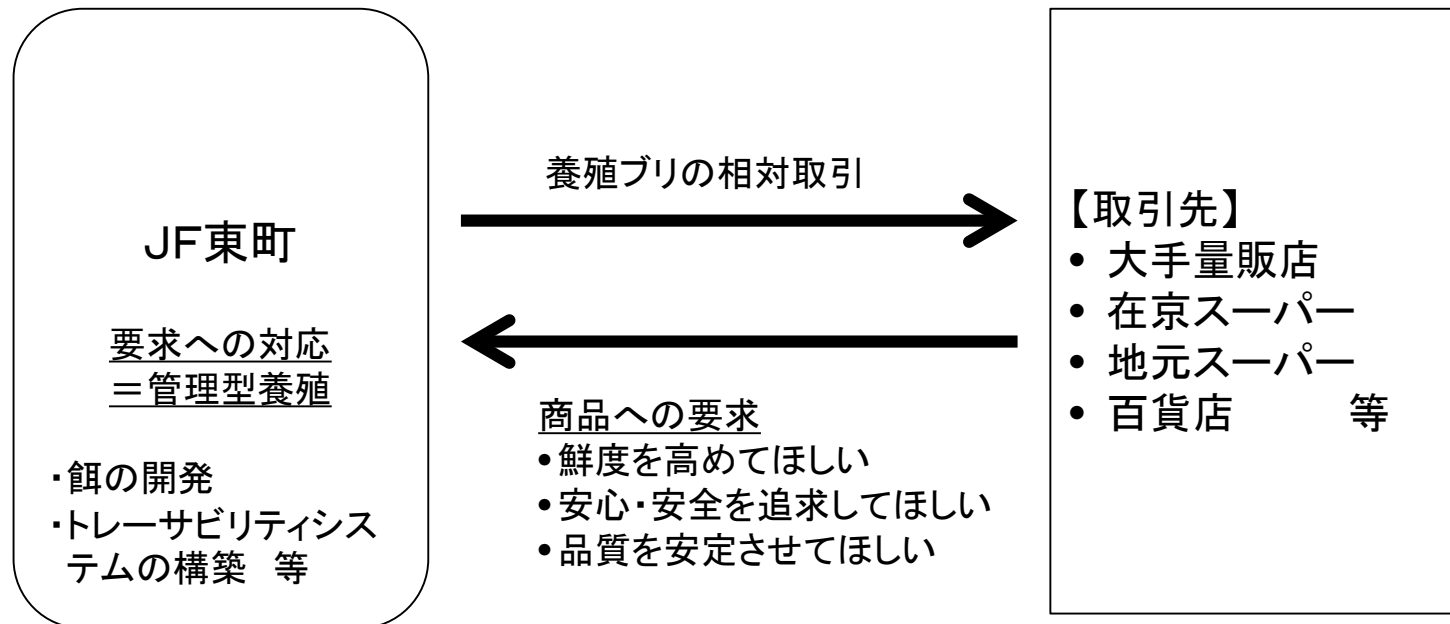 JF東町
要求への対応
＝管理型養殖
・餌の開発
・トレーサビリティシス
テムの構築　等
養殖ブリの相対取引
商品への要求
•鮮度を高めてほしい
•安心・安全を追求してほしい
•品質を安定させてほしい
【取引先】
• 大手量販店
• 在京スーパー
• 地元スーパー
• 百貨店　　　等